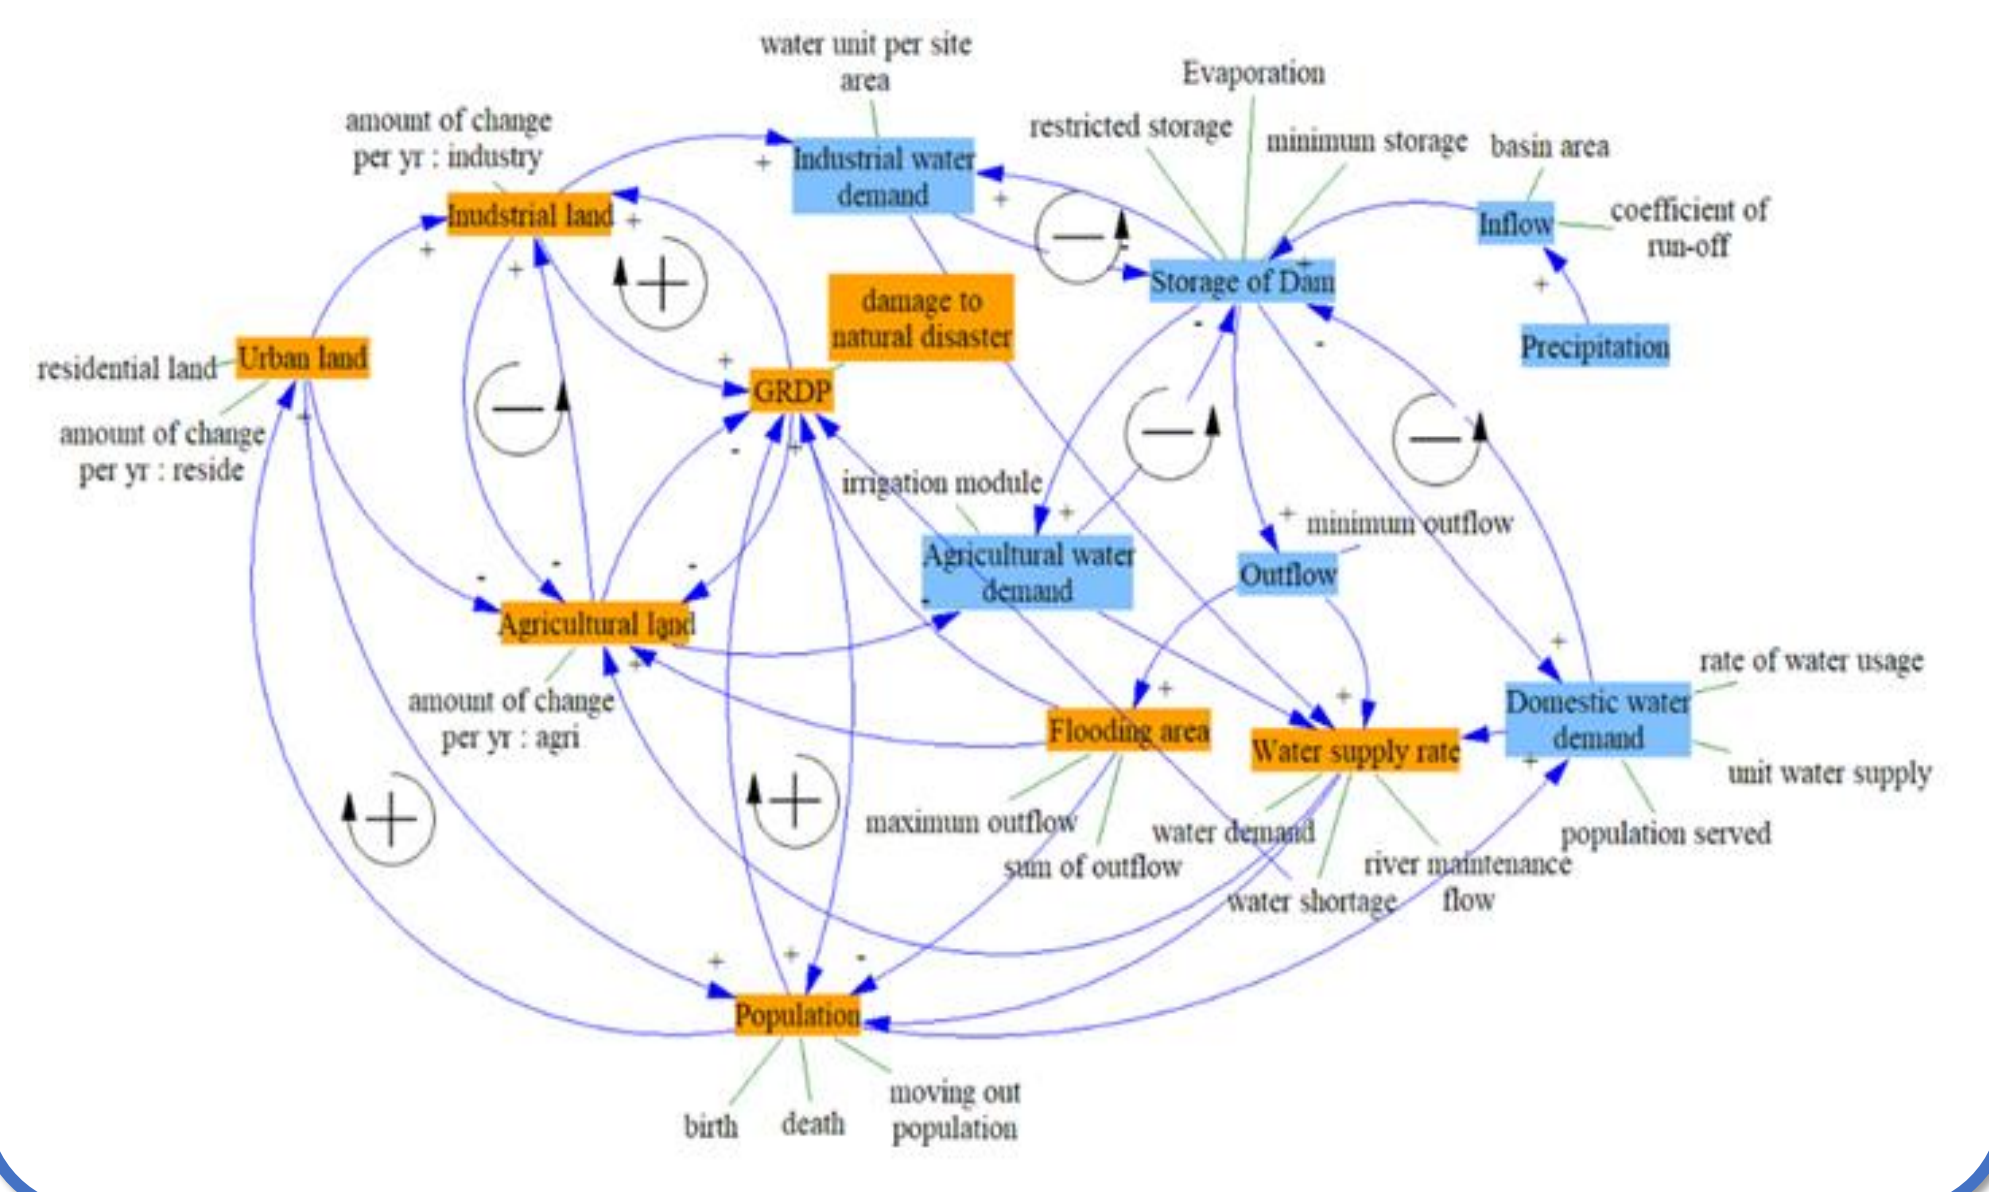 water unit per site
area
Evaporation
amount of change
per yr : industry
restricted storage
minimum storage
basin area
Industrial water
demand
+
+
Inudstrial land
+
+
+
Inflow
coefficient of
run-off
-
Storage of Dam
+
+
damage to
natural disaster
-
-
Precipitation
residential land
Urban land
+
+
GRDP
-
+
amount of change
per yr : reside
irrigation module
+
+
minimum outflow
Agricultural water
demand
-
-
-
-
Outflow
Agricultural land
+
+
rate of water usage
amount of change
per yr : agri
+
+
Domestic water
demand
Flooding area
Water supply rate
+
unit water supply
maximum outflow
water demand
population served
sum of outflow
river maintenance
flow
water shortage
+
+
-
Population
birth
death
moving out
population